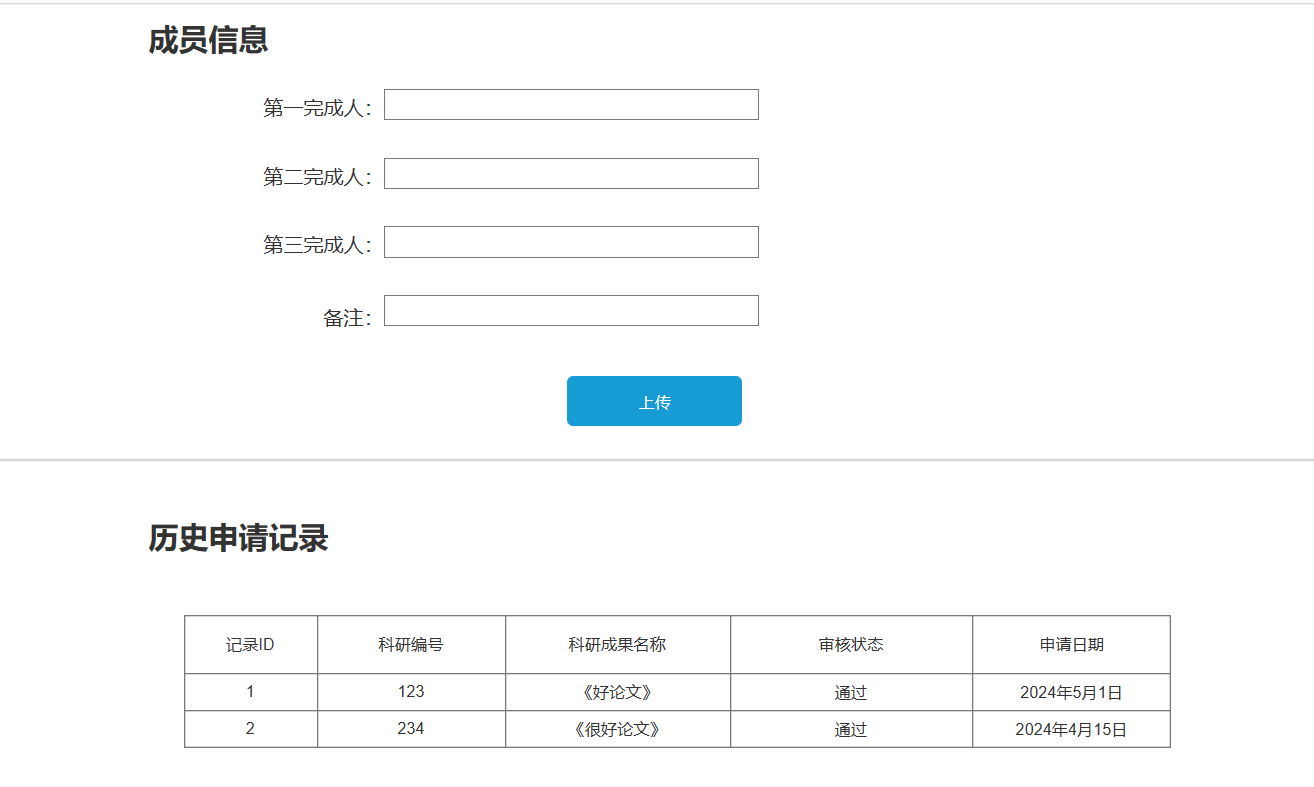 成员信息
第一完成人：
第二完成人：
第三完成人：
备注：
上传
历史申请记录
记录ID 科研编号 科研成果名称 审核状态 申请日期
1 123 《好论文》 通过 2024年5月1日
2 234 《很好论文》 通过 2024年4月15日